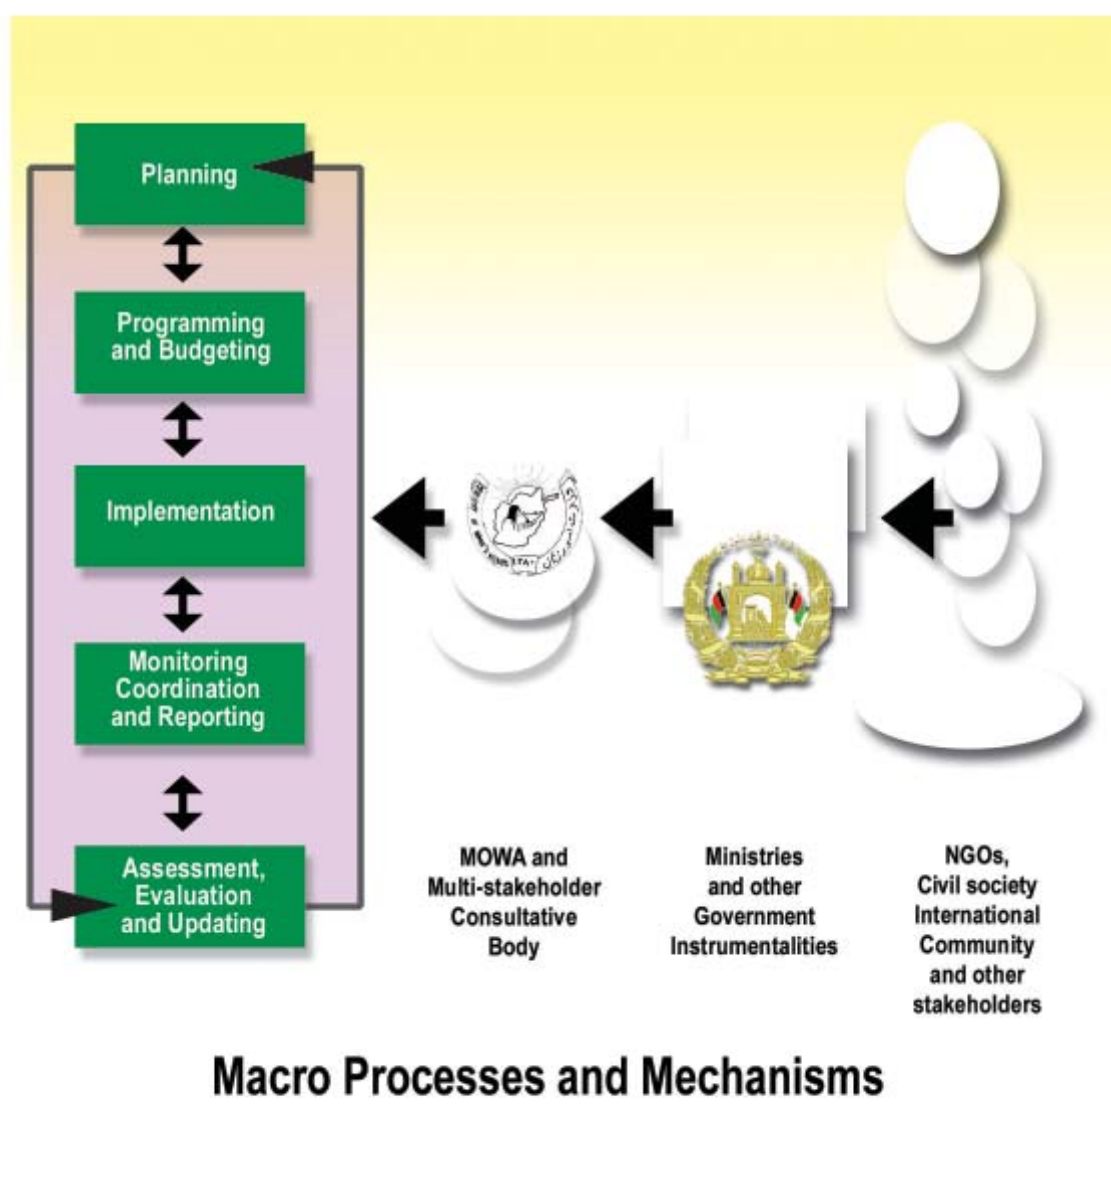 Planning
Programming
and Budgeting
Implementation
Monitoring
Coordination
and Reporting
Assessment,
Evaluation
and Updating
MOWA and
Multi-stakeholder
Consultative
Body
Ministries
and other
Government
Instrumentalities
NGOs,
Civil society
International
Community
and other
stakeholders
Macro Processes and Mechanisms